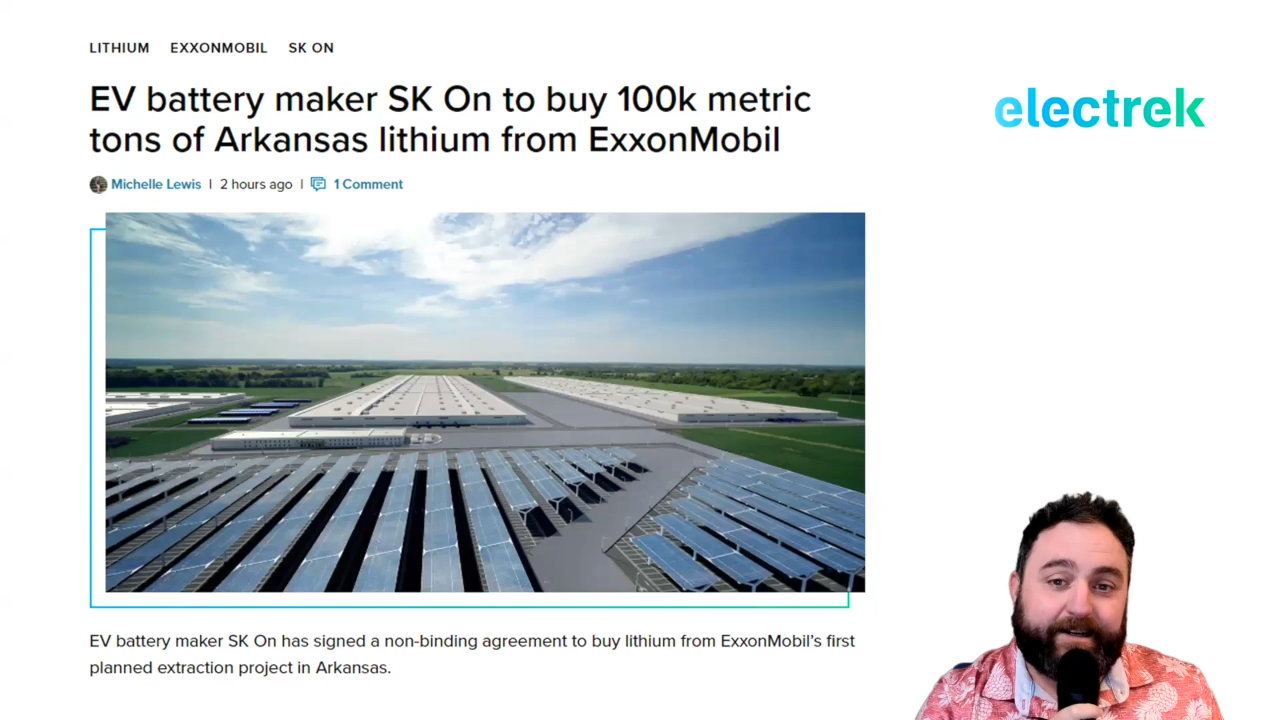 LITHIUM EXXONMOBIL SK ON
EV battery maker SK On to buy 100k metric
tons of Arkansas lithium from ExxonMobil
electrek
Michelle Lewis | 2 hours ago | 1 Comment
EV battery maker SK On has signed a non-binding agreement to buy lithium from ExxonMobil's first
planned extraction project in Arkansas.